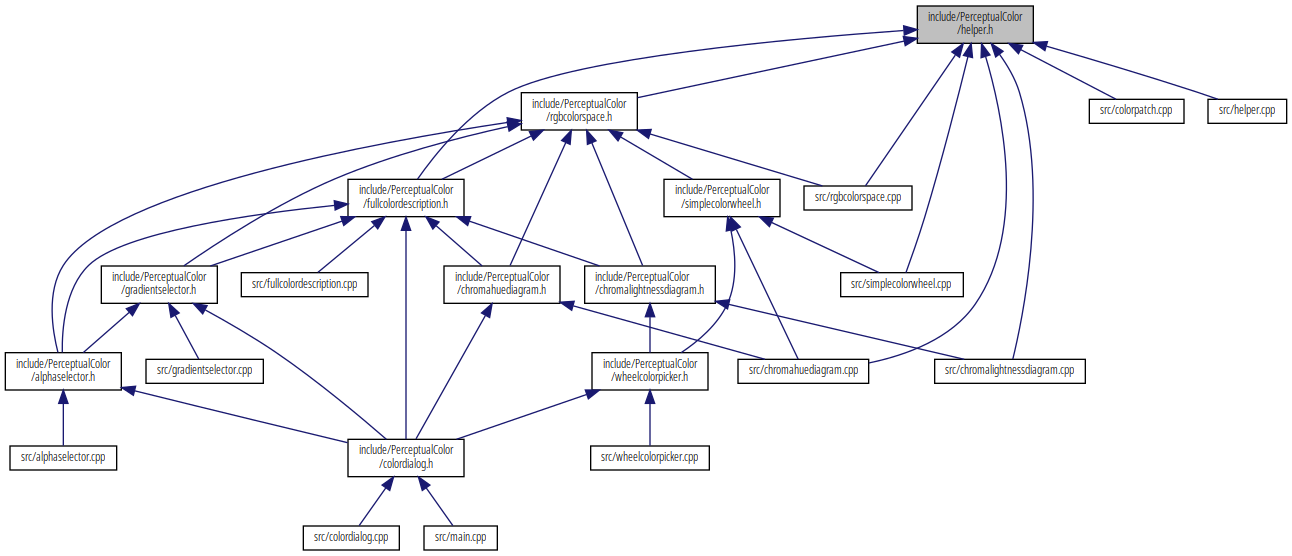 include/PerceptualColor
/helper.h
include/PerceptualColor
/rgbcolorspace.h
src/colorpatch.cpp
src/helper.cpp
include/PerceptualColor
/fullcolordescription.h
include/PerceptualColor
/simplecolorwheel.h
src/rgbcolorspace.cpp
include/PerceptualColor
/gradientselector.h
src/fullcolordescription.cpp
include/PerceptualColor
/chromahuediagram.h
include/PerceptualColor
/chromalightnessdiagram.h
src/simplecolorwheel.cpp
include/PerceptualColor
/alphaselector.h
src/gradientselector.cpp
include/PerceptualColor
/wheelcolorpicker.h
src/chromahuediagram.cpp
src/chromalightnessdiagram.cpp
src/alphaselector.cpp
include/PerceptualColor
/colordialog.h
src/wheelcolorpicker.cpp
src/colordialog.cpp
src/main.cpp